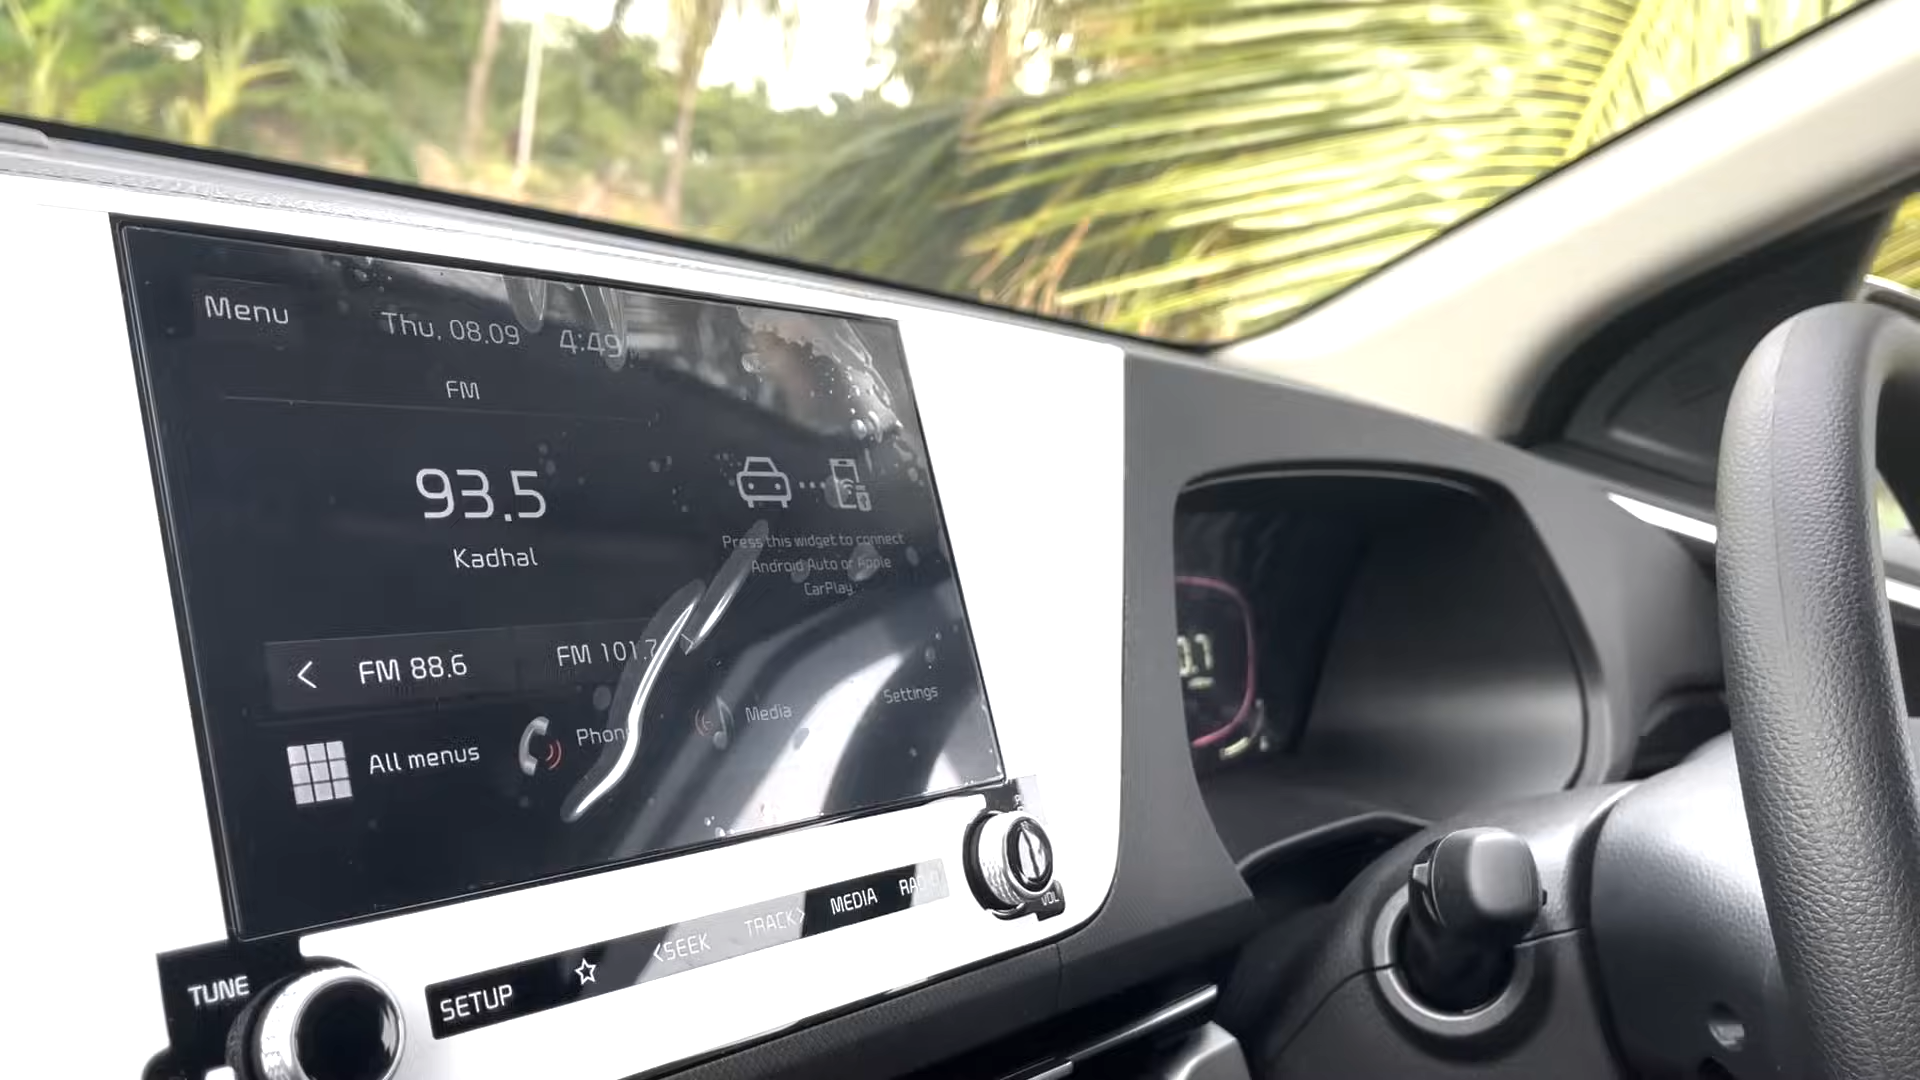 Menu
Thu, 08.09
4:49
FM
93.5
Kadhal
Press this widget to connect
Android Auto or Apple
CarPlay.
FM 88.6
FM 101.7
All menus
Phone
Media
Settings
TUNE
SETUP
SEEK
TRACK
MEDIA
RADIO
VOL